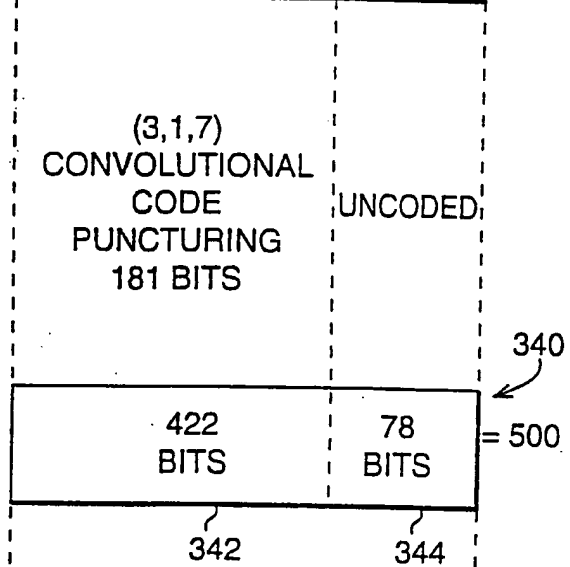 (3,1,7)
CONVOLUTIONAL
CODE
PUNCTURING
181 BITS
UNCODED
340
422
BITS
78
BITS
= 500
342
344